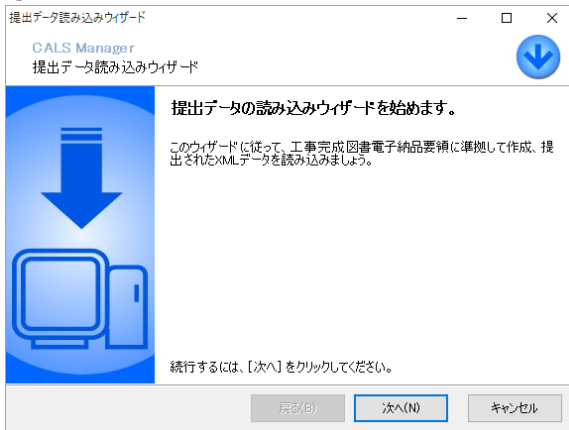 提出データ読み込みウィザード
CALS Manager
提出データ読み込みウィザード
提出データの読み込みウィザードを始めます。
このウィザードに従って、工事完成図書電子納品要領に準拠して作成、提
出されたXMLデータを読み込みましょう。
続行するには、[次へ] をクリックしてください。
戻る(B) 次へ(N) キャンセル